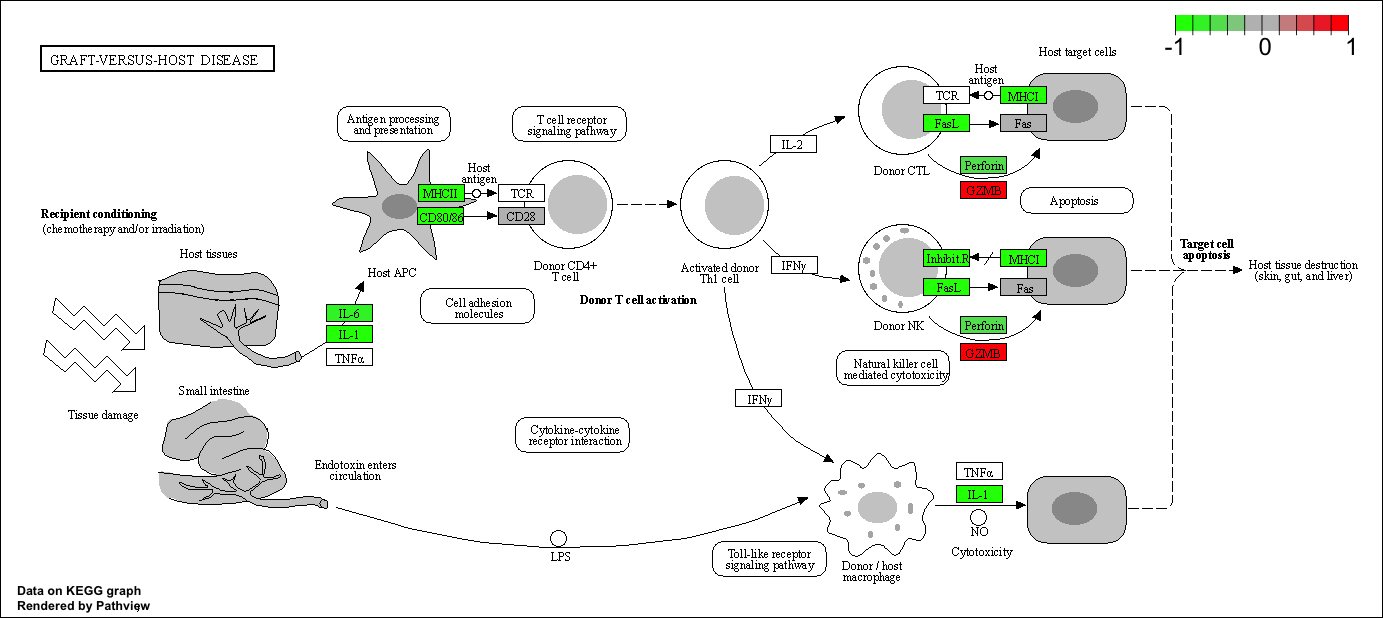 GRAFT-VERSUS-HOST DISEASE
-1 0 1
Host target cells
Antigen processing
and presentation
T cell receptor
signaling pathway
Host
antigen
TCR
MHCI
FasL
Fas
IL-2
Donor CTL
Perforin
GZMB
Apoptosis
Host
antigen
MHCII
TCR
CD80/86
CD28
Recipient conditioning
(chemotherapy and/or irradiation)
Host tissues
Host APC
Donor CD4+
T cell
Activated donor
Th1 cell
IFNγ
Inhibit.R
MHCI
FasL
Fas
Target cell
apoptosis
Host tissue destruction
(skin, gut, and liver)
Cell adhesion
molecules
Donor T cell activation
IL-6
IL-1
TNFα
Donor NK
Perforin
GZMB
Natural killer cell
mediated cytotoxicity
Tissue damage
Small intestine
IFNγ
Cytokine-cytokine
receptor interaction
Endotoxin enters
circulation
TNFα
IL-1
NO
Cytotoxicity
LPS
Toll-like receptor
signaling pathway
Donor / host
macrophage
Data on KEGG graph
Rendered by Pathview